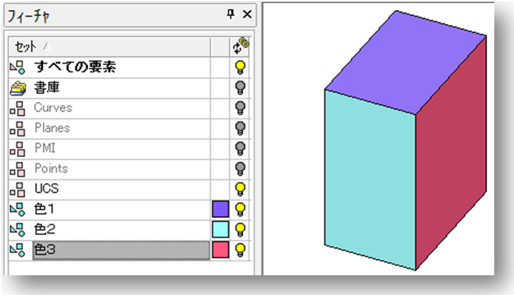 フィーチャ
セット
すべての要素
書庫
Curves
Planes
PMI
Points
UCS
色1
色2
色3